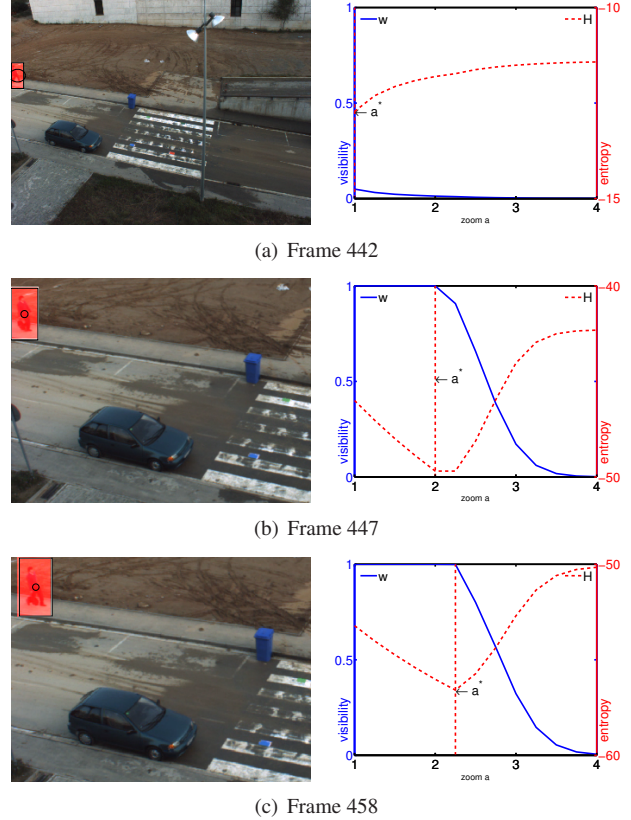 1
w
H
-10
0.5
← a*
visibility
entropy
0
-15
1
2
3
4
zoom a
(a) Frame 442
1
w
H
-40
0.5
← a*
visibility
entropy
0
-50
1
2
3
4
zoom a
(b) Frame 447
1
w
H
-50
0.5
← a*
visibility
entropy
0
-60
1
2
3
4
zoom a
(c) Frame 458